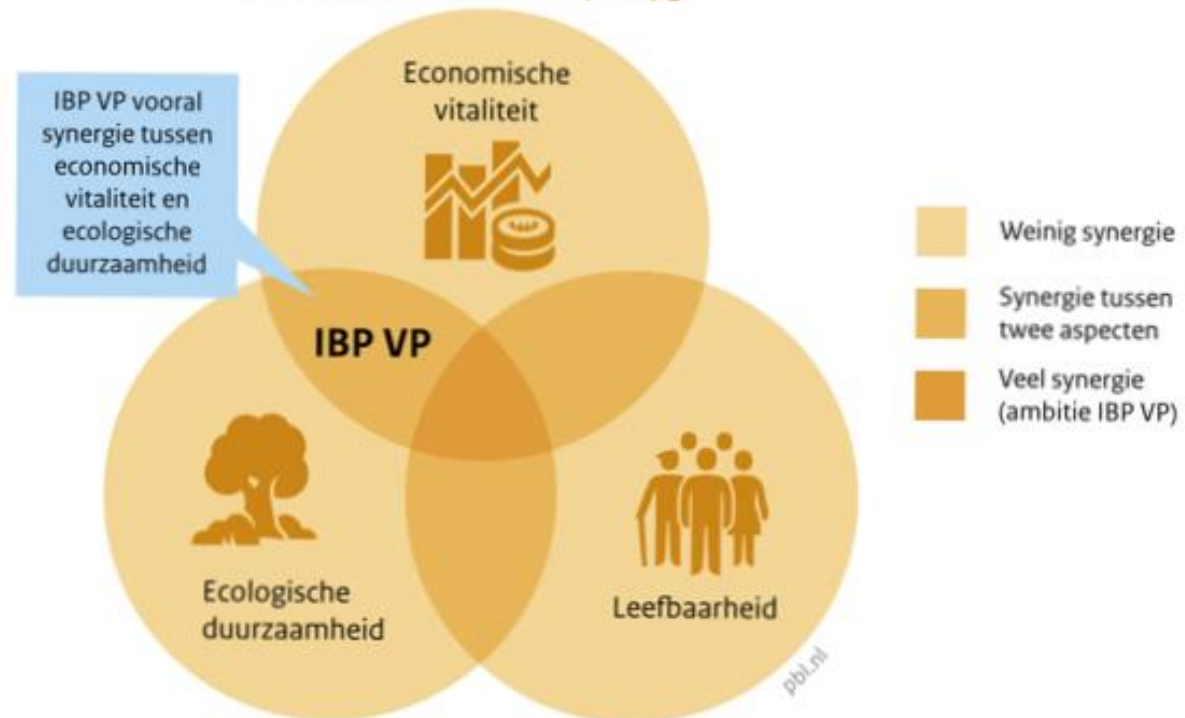 Economische
vitaliteit
IBP VP vooral
synergie tussen
economische
vitaliteit en
ecologische
duurzaamheid
IBP VP
Weinig synergie
Synergie tussen
twee aspecten
Veel synergie
(ambitie IBP VP)
Ecologische
duurzaamheid
Leefbaarheid
pbl.nl